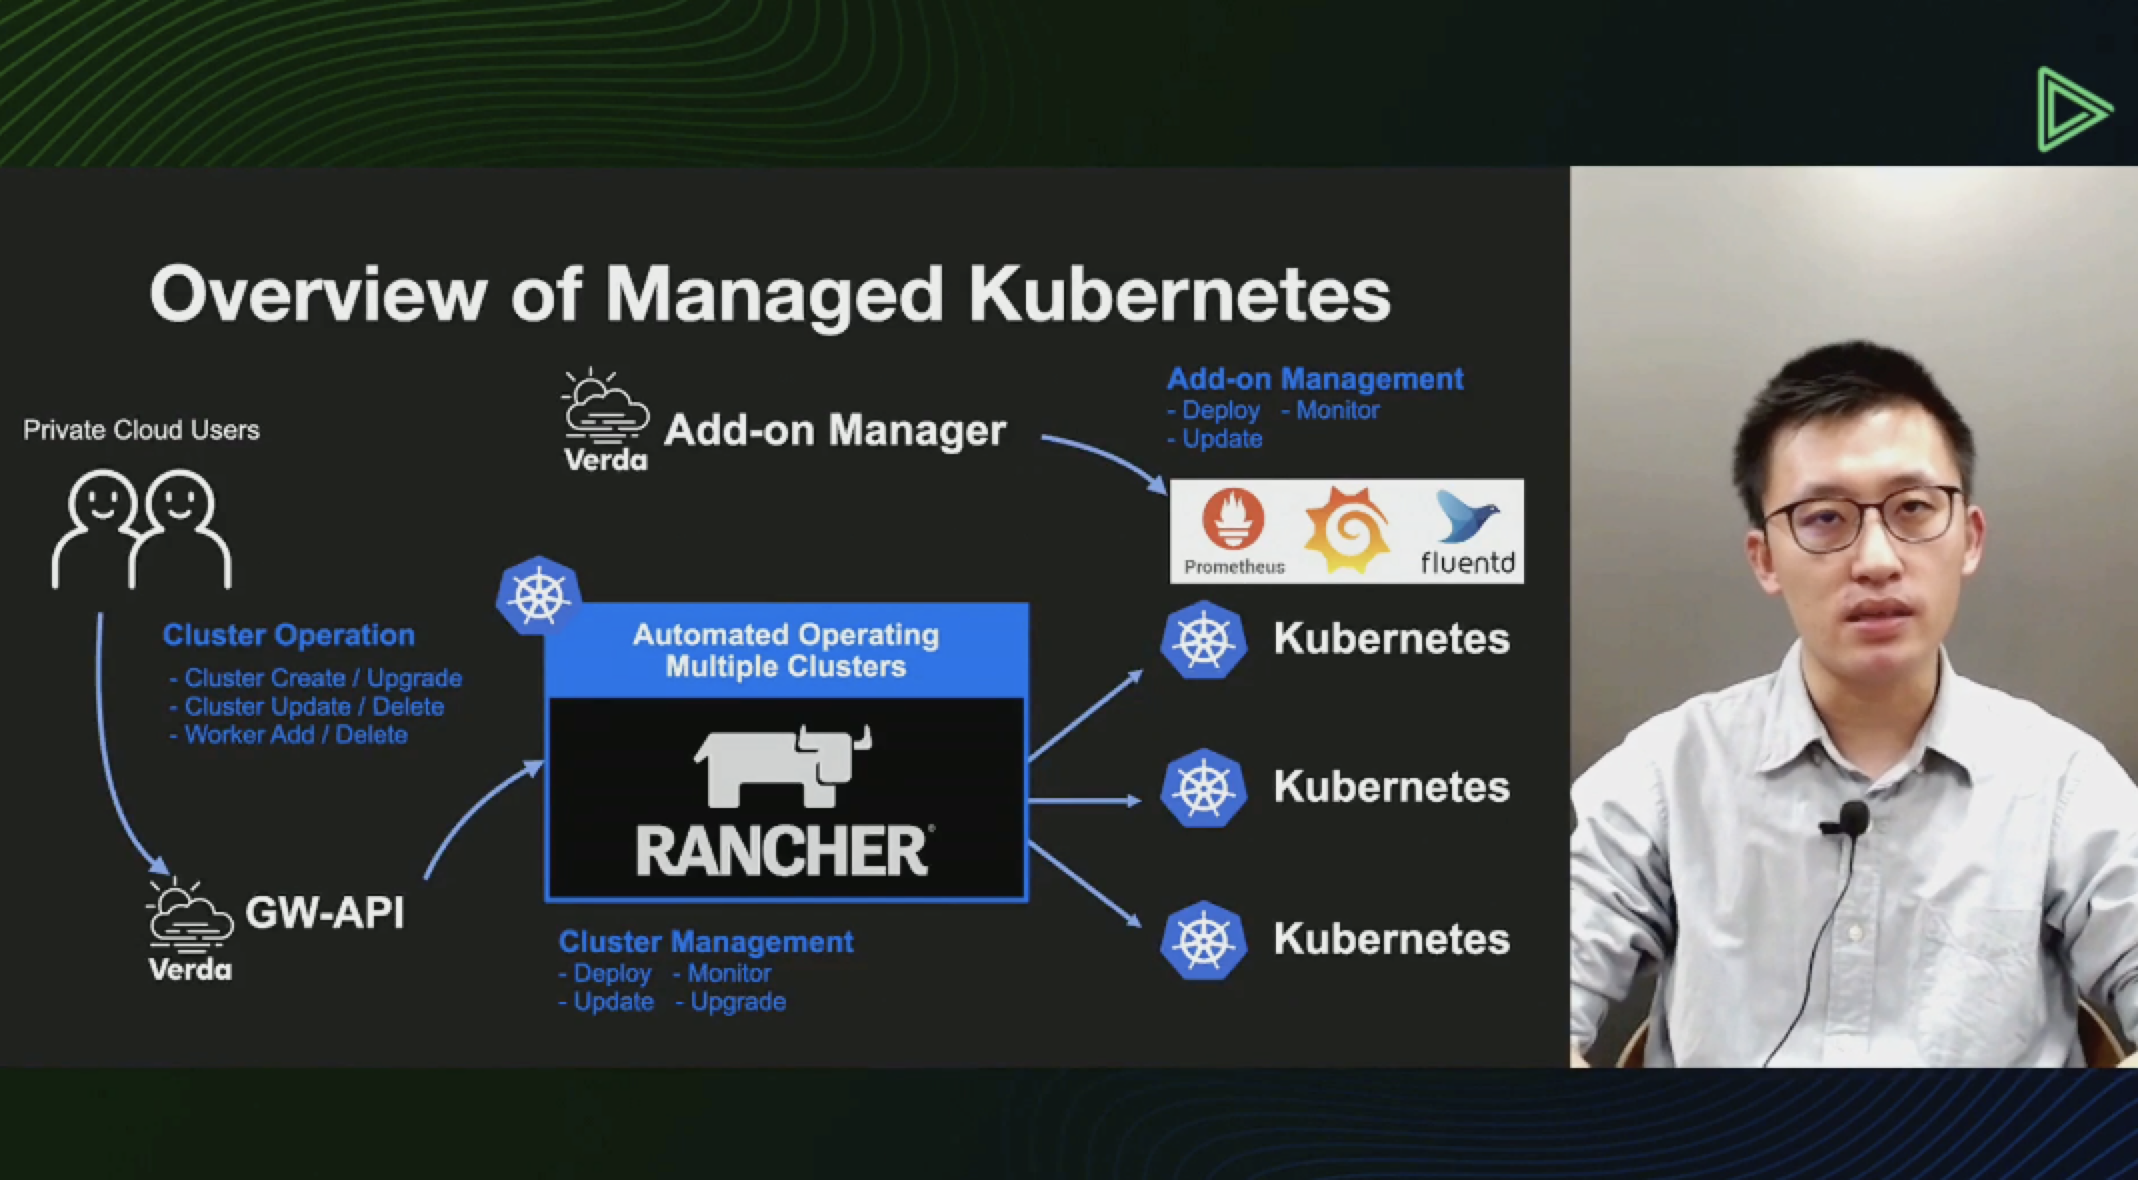 Overview of Managed Kubernetes
Private Cloud Users
Verda
Add-on Manager
Add-on Management
- Deploy - Monitor
- Update
Prometheus
fluentd
Cluster Operation
- Cluster Create / Upgrade
- Cluster Update / Delete
- Worker Add / Delete
Automated Operating
Multiple Clusters
RANCHER®
Kubernetes
Kubernetes
Kubernetes
GW-API
Verda
Cluster Management
- Deploy - Monitor
- Update - Upgrade